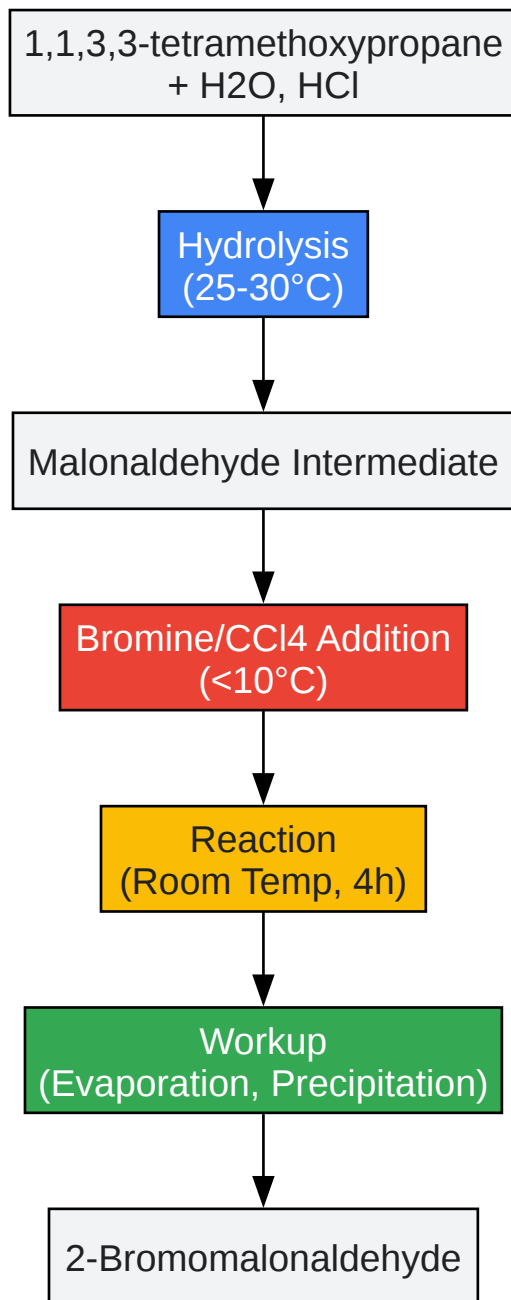 1,1,3,3-tetramethoxypropane
+ H2O, HCl
Hydrolysis
(25-30°C)
Malonaldehyde Intermediate
Bromine/CCl4 Addition
(<10°C)
Reaction
(Room Temp, 4h)
Workup
(Evaporation, Precipitation)
2-Bromomalonaldehyde